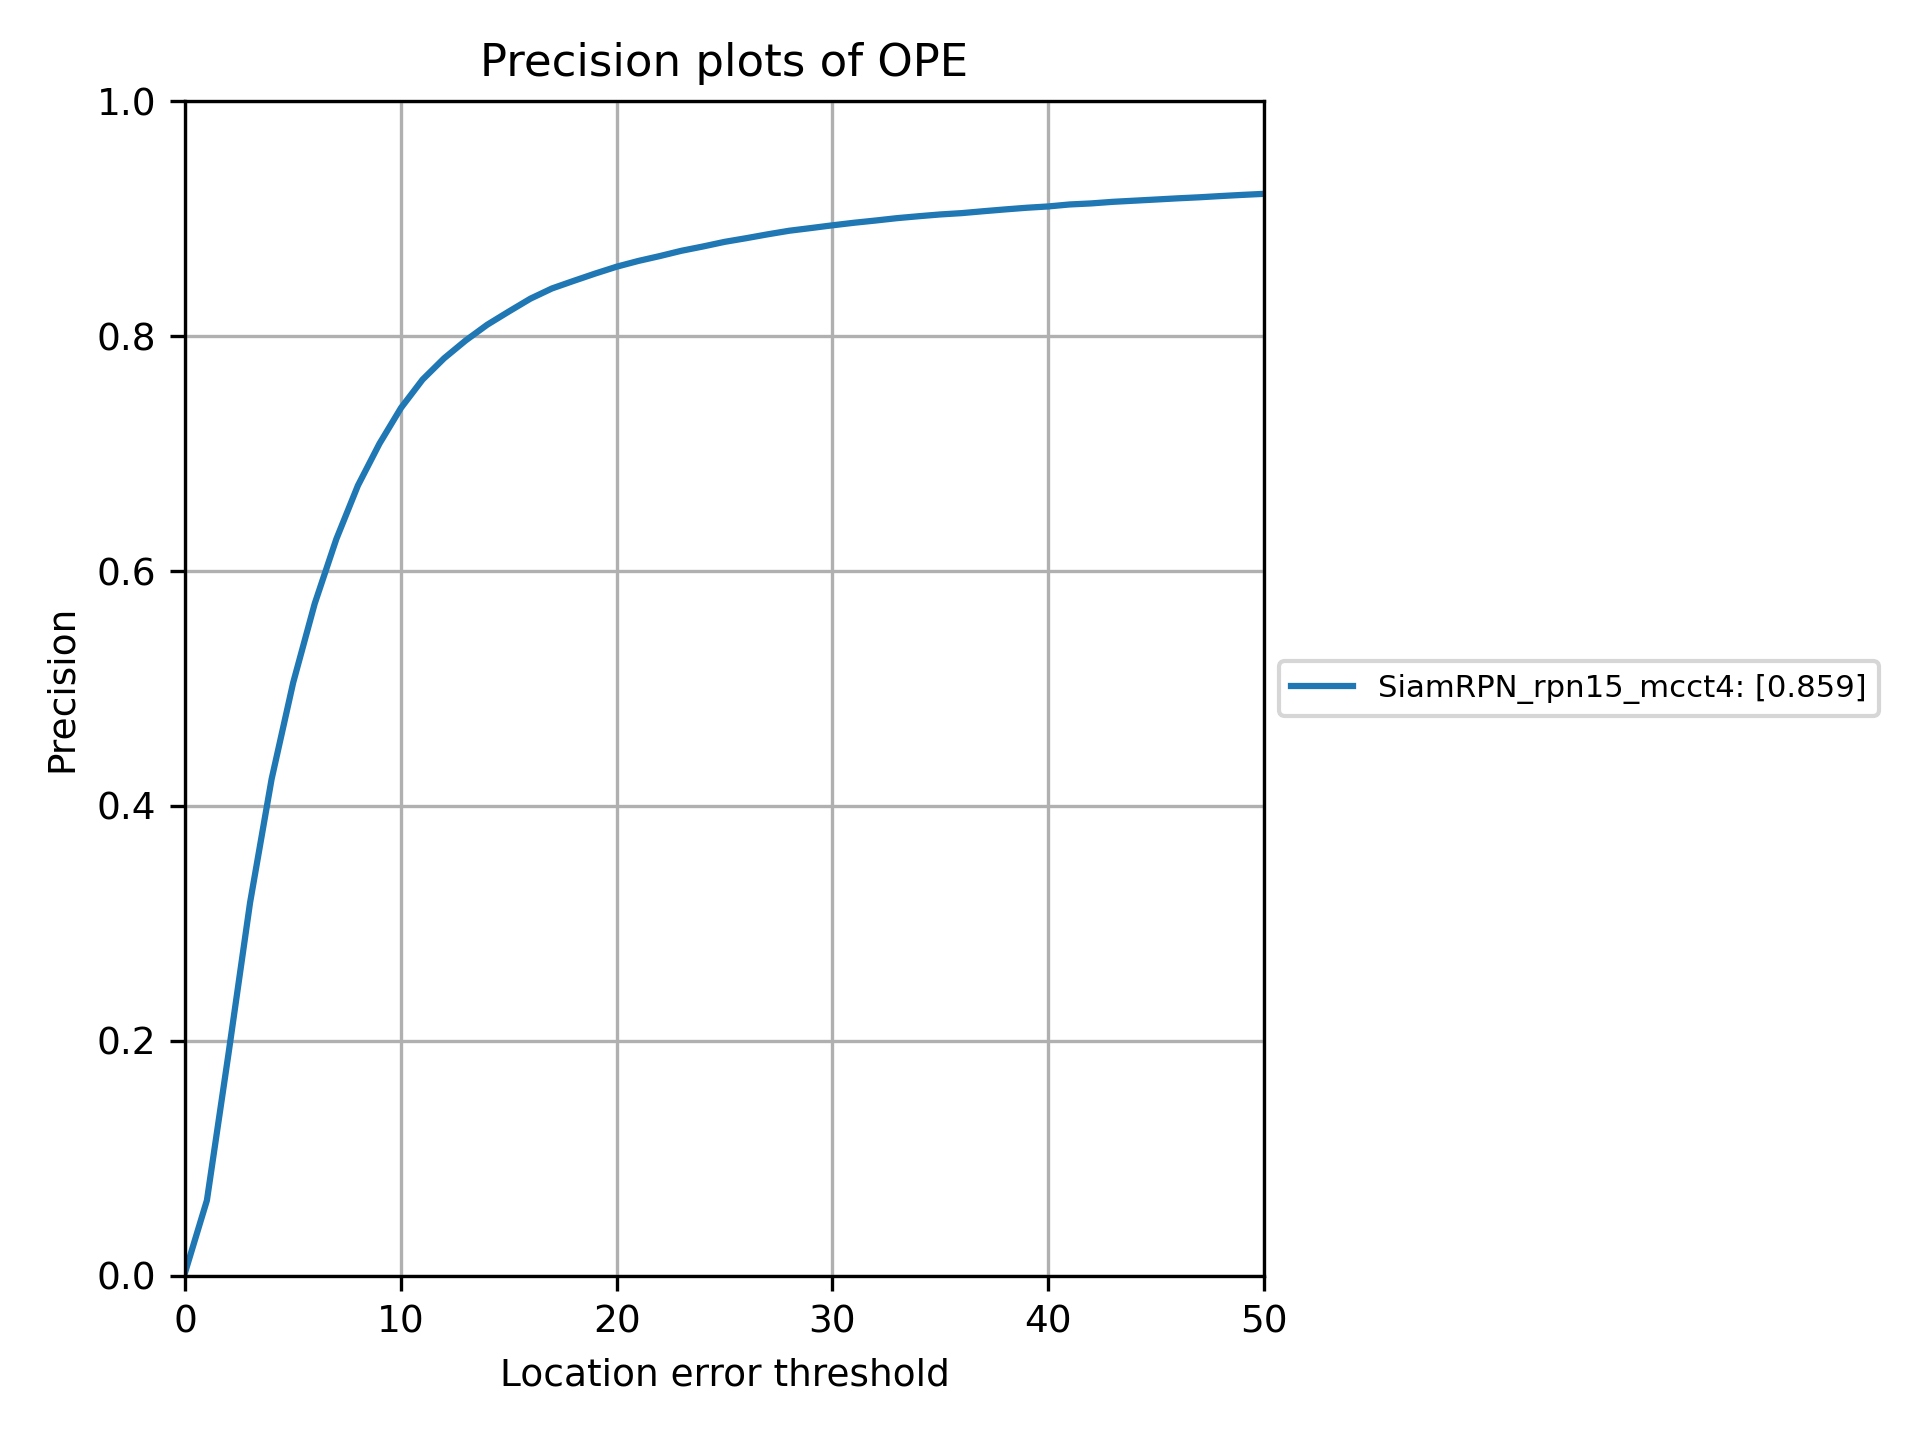 Precision plots of OPE
1.0
0.8
0.6
0.4
0.2
0.0
Precision
0 10 20 30 40 50
Location error threshold
SiamRPN_rpn15_mcct4: [0.859]